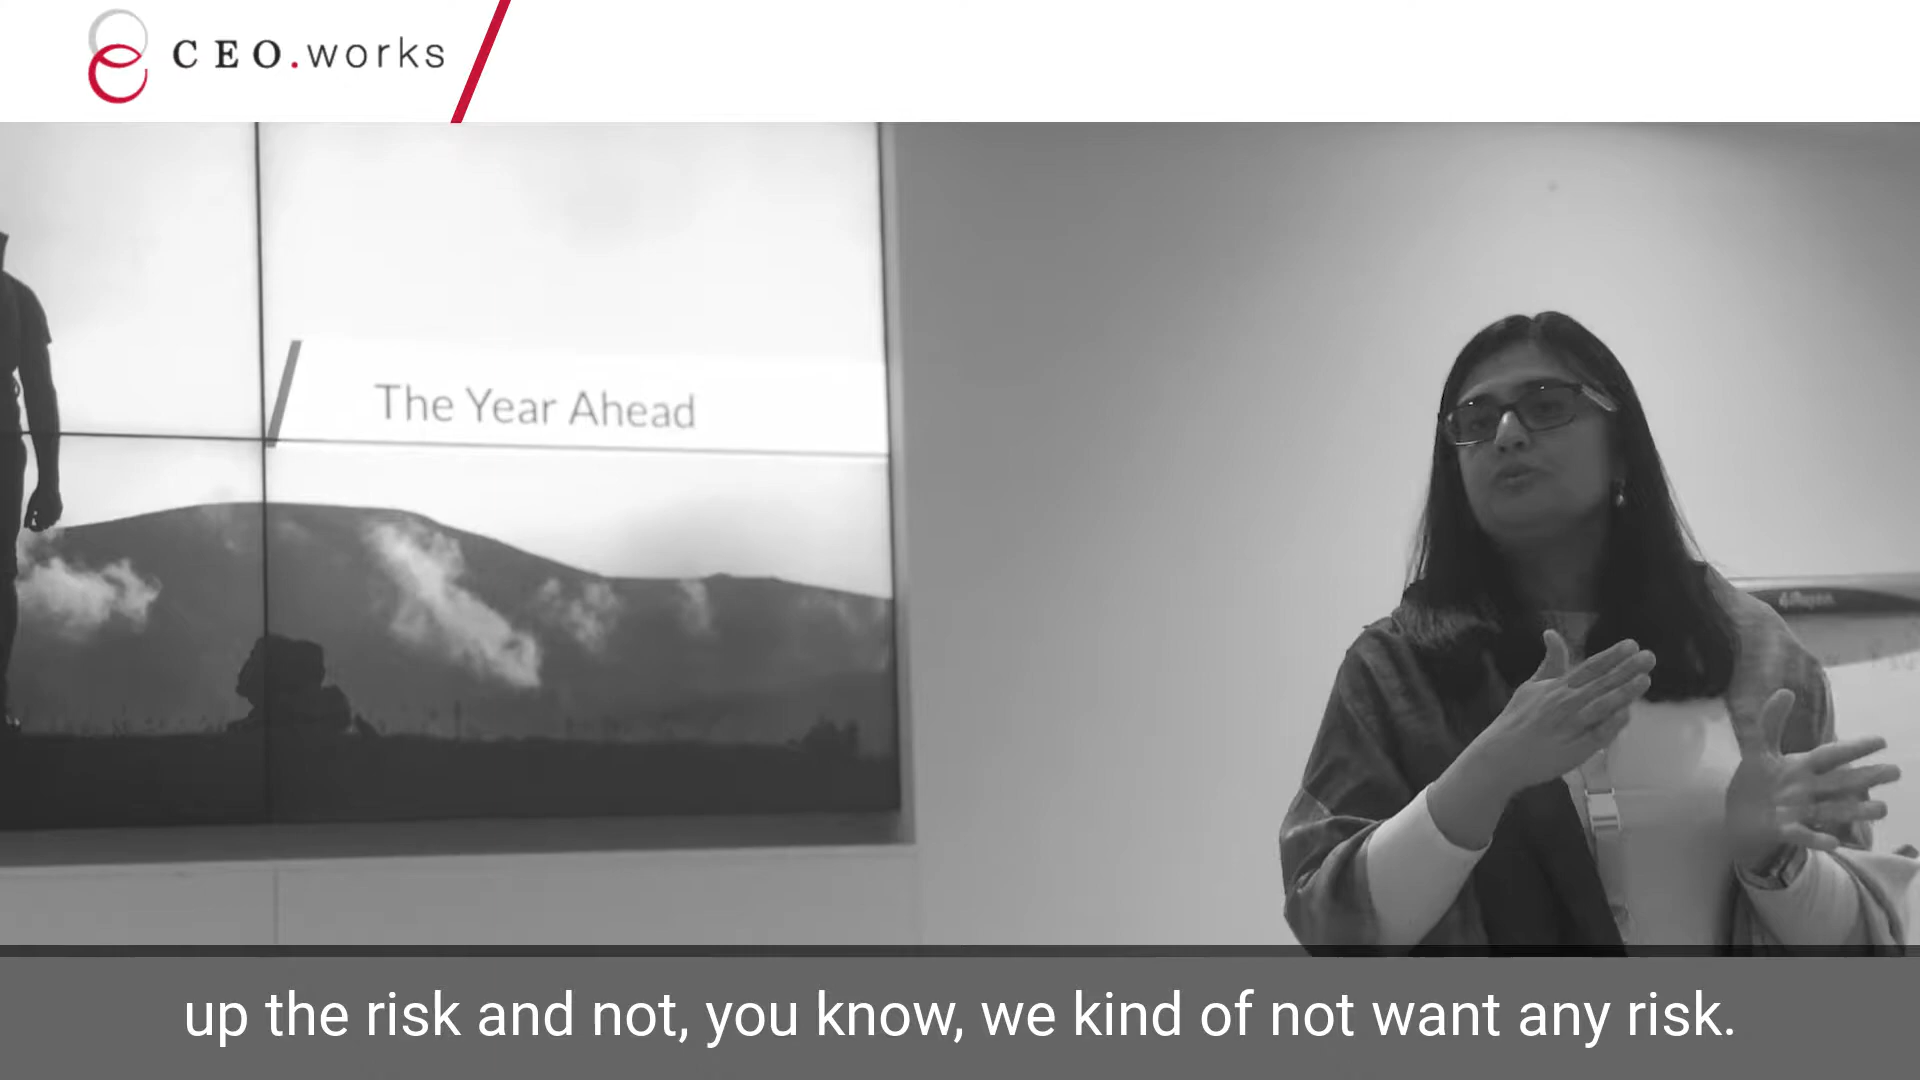 CEO.works
The Year Ahead
up the risk and not, you know, we kind of not want any risk.